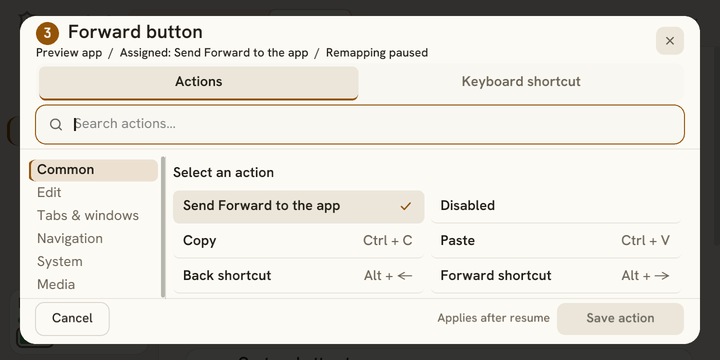 3 Forward button
Preview app / Assigned: Send Forward to the app / Remapping paused
Actions
Keyboard shortcut
Search actions...
Common
Edit
Tabs & windows
Navigation
System
Media
Select an action
Send Forward to the app
Disabled
Copy Ctrl + C
Paste Ctrl + V
Back shortcut Alt + ←
Forward shortcut Alt + →
Cancel
Applies after resume
Save action